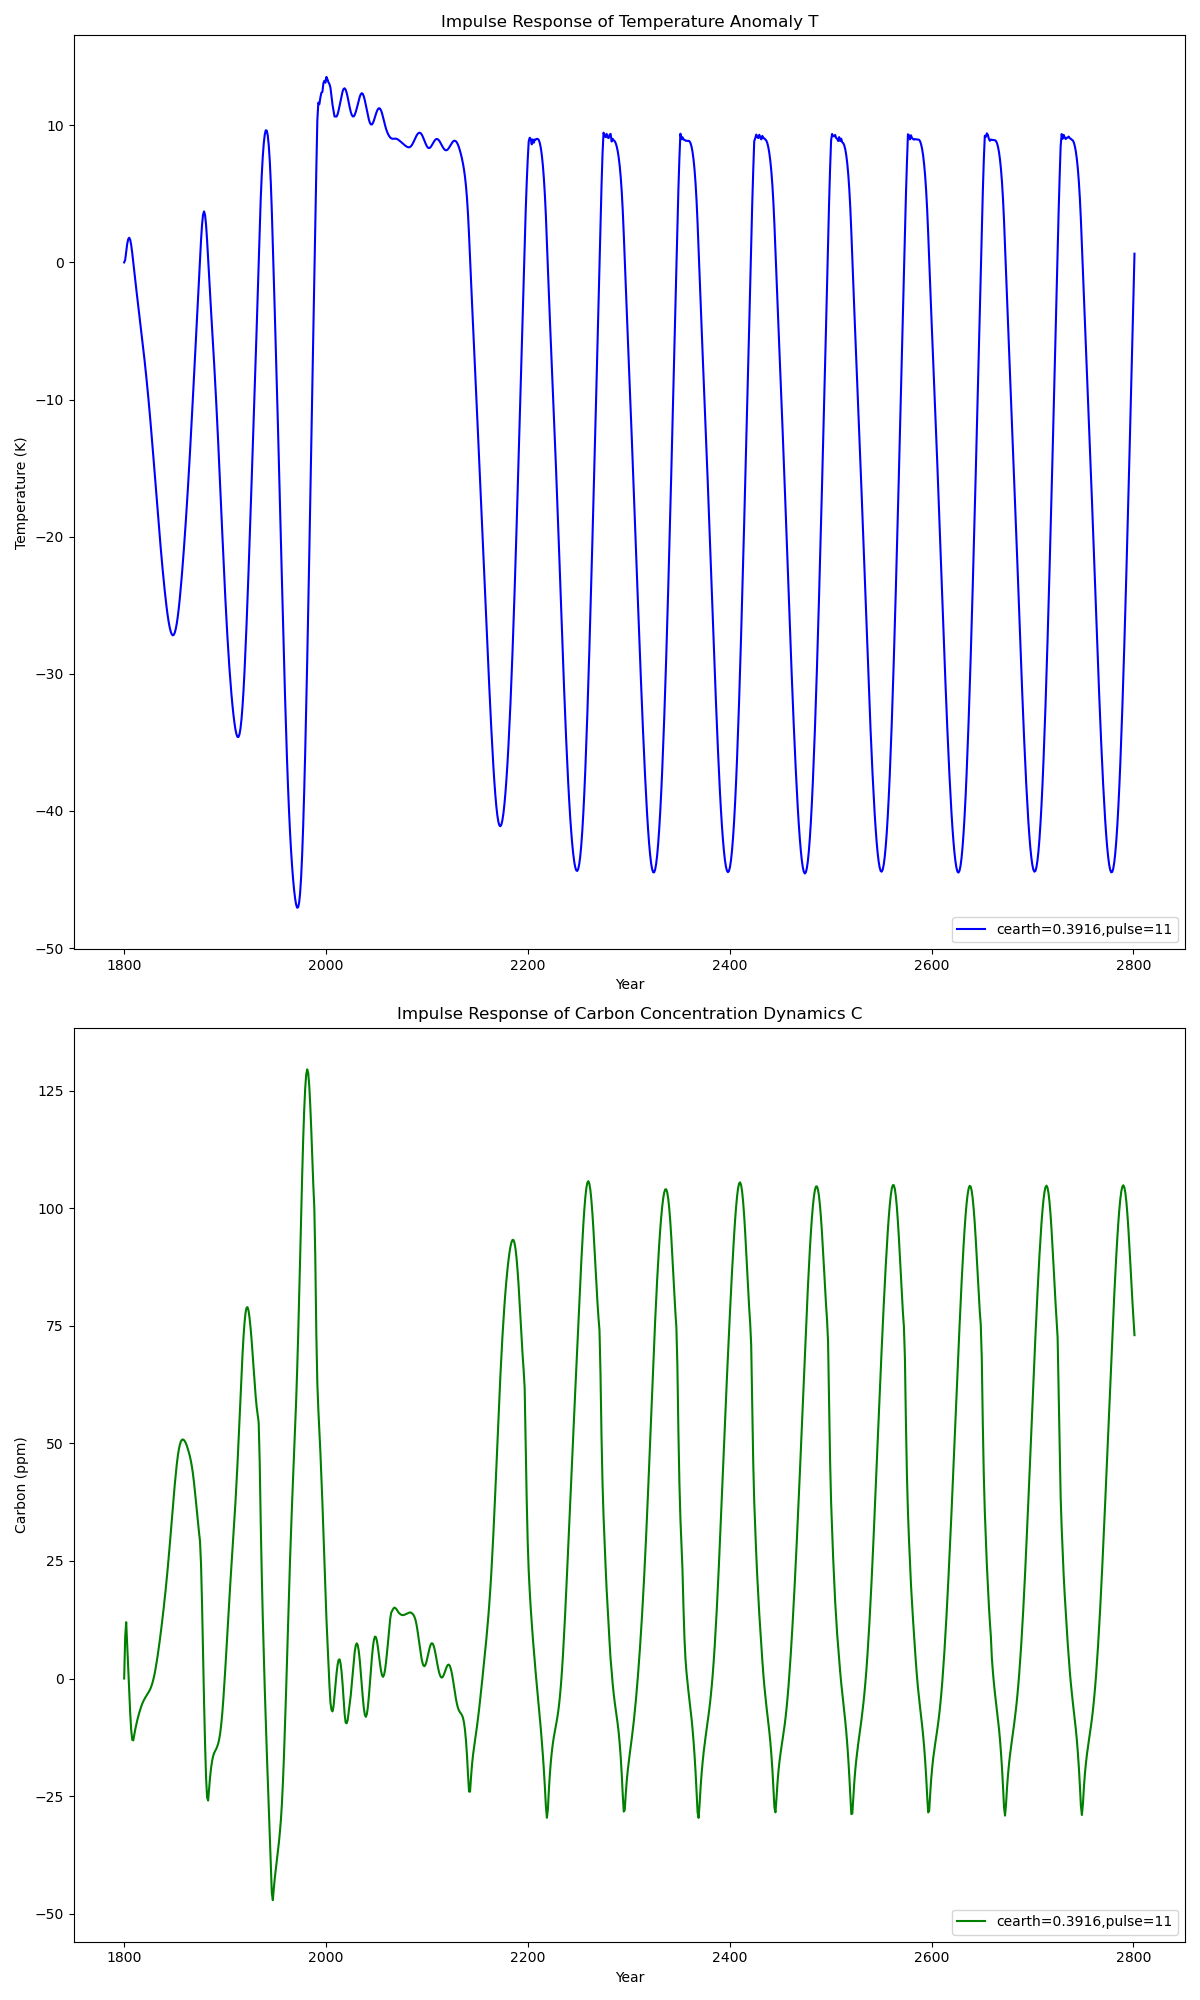 Impulse Response of Temperature Anomaly T
10
0
−10
−20
−30
−40
−50
Temperature (K)
1800 2000 2200 2400 2600 2800
Year
cearth=0.3916,pulse=11
Impulse Response of Carbon Concentration Dynamics C
125
100
75
50
25
0
−25
−50
Carbon (ppm)
1800 2000 2200 2400 2600 2800
Year
cearth=0.3916,pulse=11